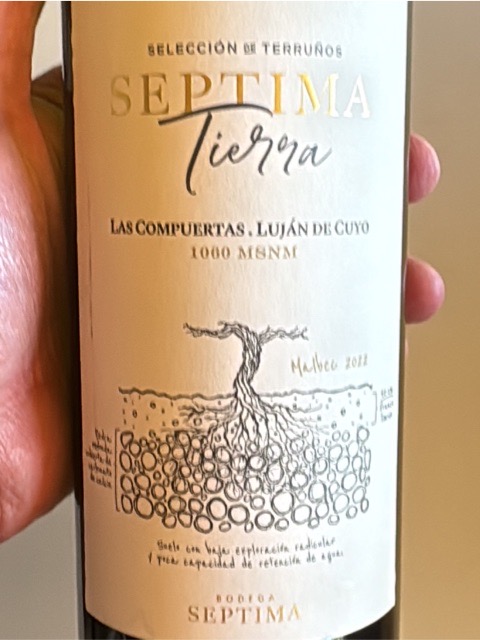 SELECCIÓN DE TERRUÑOS
SEPTIMA
Tierra
LAS COMPUERTAS . LUJÁN DE CUYO
1060 MSNM
Malbec 2022
Suelo con baja exploración radicular
Y poca capacidad de retención de agua.
BODEGA
SEPTIMA